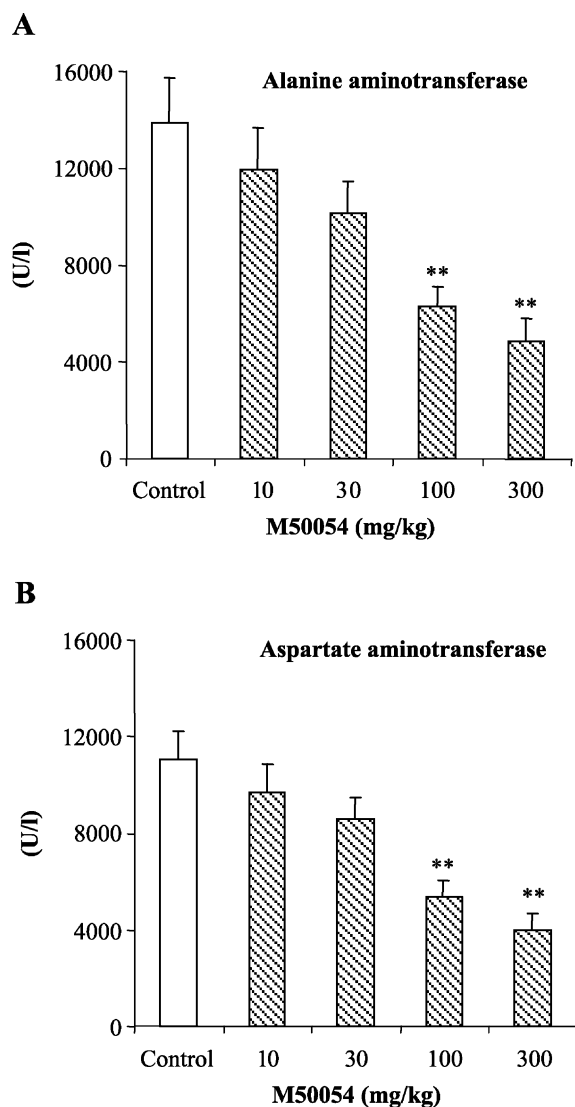 A
16000
Alanine aminotransferase
12000
(U/l)
8000
**
**
4000
0
Control 10 30 100 300
M50054 (mg/kg)
B
16000
Aspartate aminotransferase
12000
(U/l)
8000
**
**
4000
0
Control 10 30 100 300
M50054 (mg/kg)